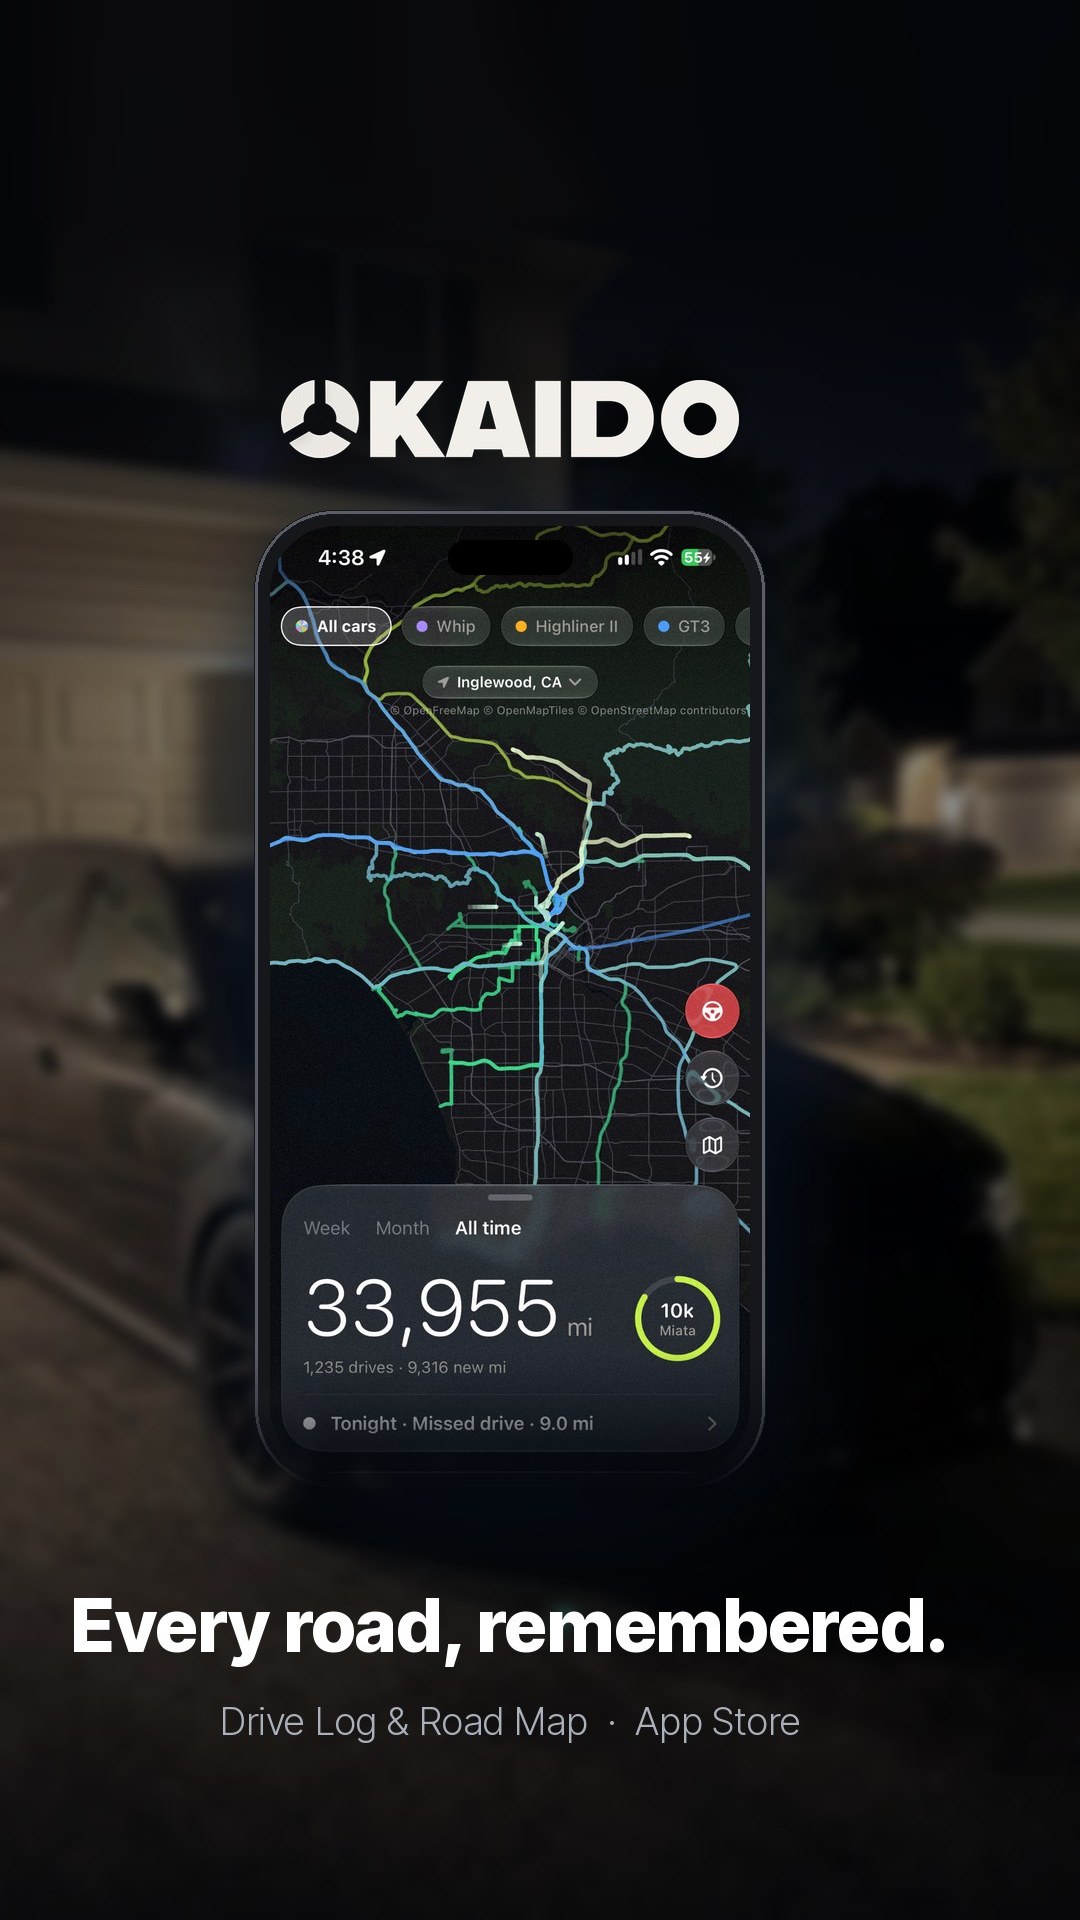 KAIDO
4:38
55
All cars
Whip
Highliner II
GT3
Inglewood, CA
© OpenFreeMap © OpenMapTiles © OpenStreetMap contributors
Week
Month
All time
33,955 mi
10k
Miata
1,235 drives · 9,316 new mi
Tonight · Missed drive · 9.0 mi
Every road, remembered.
Drive Log & Road Map · App Store